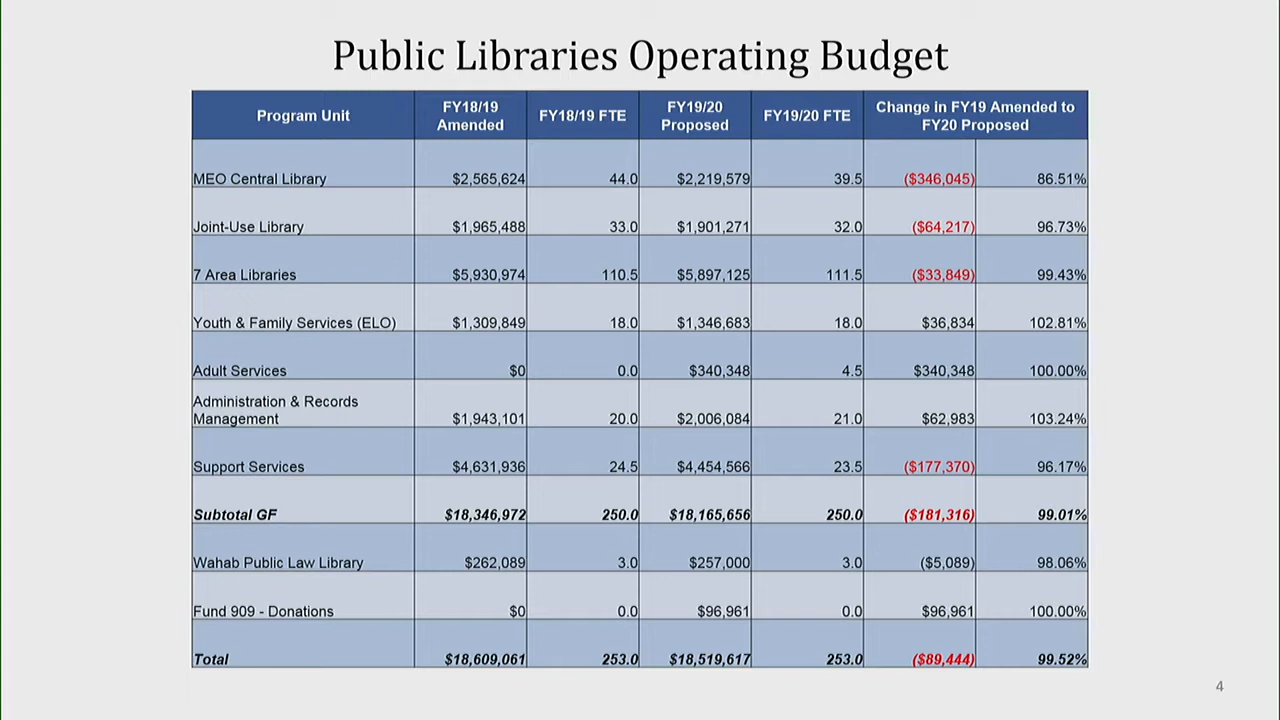 Public Libraries Operating Budget
Program Unit FY18/19 Amended FY18/19 FTE FY19/20 Proposed FY19/20 FTE Change in FY19 Amended to FY20 Proposed
MEO Central Library $2,565,624 44.0 $2,219,579 39.5 ($346,045) 86.51%
Joint-Use Library $1,965,488 33.0 $1,901,271 32.0 ($64,217) 96.73%
7 Area Libraries $5,930,974 110.5 $5,897,125 111.5 ($33,849) 99.43%
Youth & Family Services (ELO) $1,309,849 18.0 $1,346,683 18.0 $36,834 102.81%
Adult Services $0 0.0 $340,348 4.5 $340,348 100.00%
Administration & Records Management $1,943,101 20.0 $2,006,084 21.0 $62,983 103.24%
Support Services $4,631,936 24.5 $4,454,566 23.5 ($177,370) 96.17%
Subtotal GF $18,346,972 250.0 $18,165,656 250.0 ($181,316) 99.01%
Wahab Public Law Library $262,089 3.0 $257,000 3.0 ($5,089) 98.06%
Fund 909 - Donations $0 0.0 $96,961 0.0 $96,961 100.00%
Total $18,609,061 253.0 $18,519,617 253.0 ($89,444) 99.52%
4